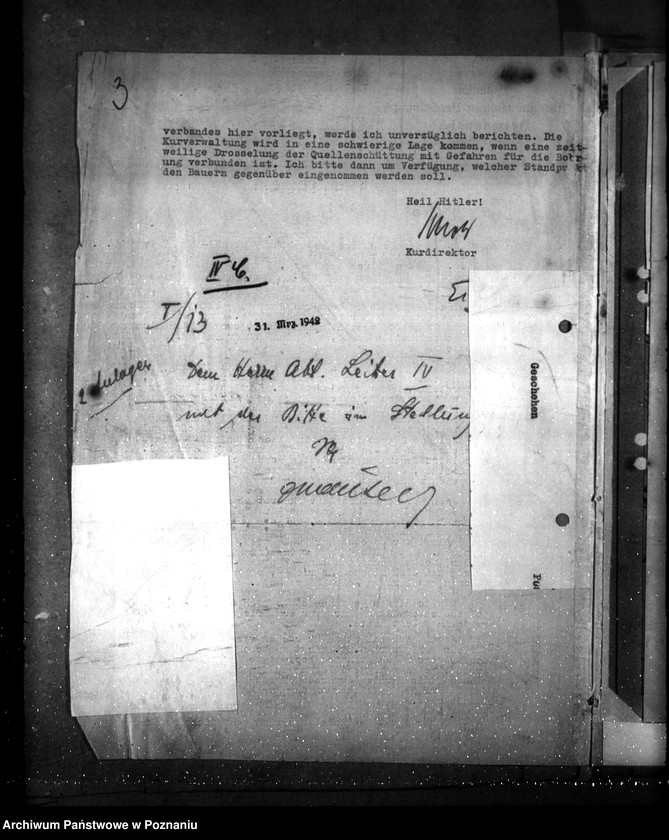 3
verbandes hier vorliegt, werde ich unverzüglich berichten. Die
Kurverwaltung wird in eine schwierige Lage kommen, wenn eine zeit-
weilige Drosselung der Quellenschüttung mit Gefahren für die Bohr-
ung verbunden ist. Ich bitte dann um Verfügung, welcher Standp kt
den Bauern gegenüber eingenommen werden soll.
Heil Hitler!
Kurdirektor
IV
I/13
31. Mrz. 1942
2 Anlagen
Dem Herrn Abt. Leiter IV
mit der Bitte um Stellung
Geschehen
Archiwum Państwowe w Poznaniu